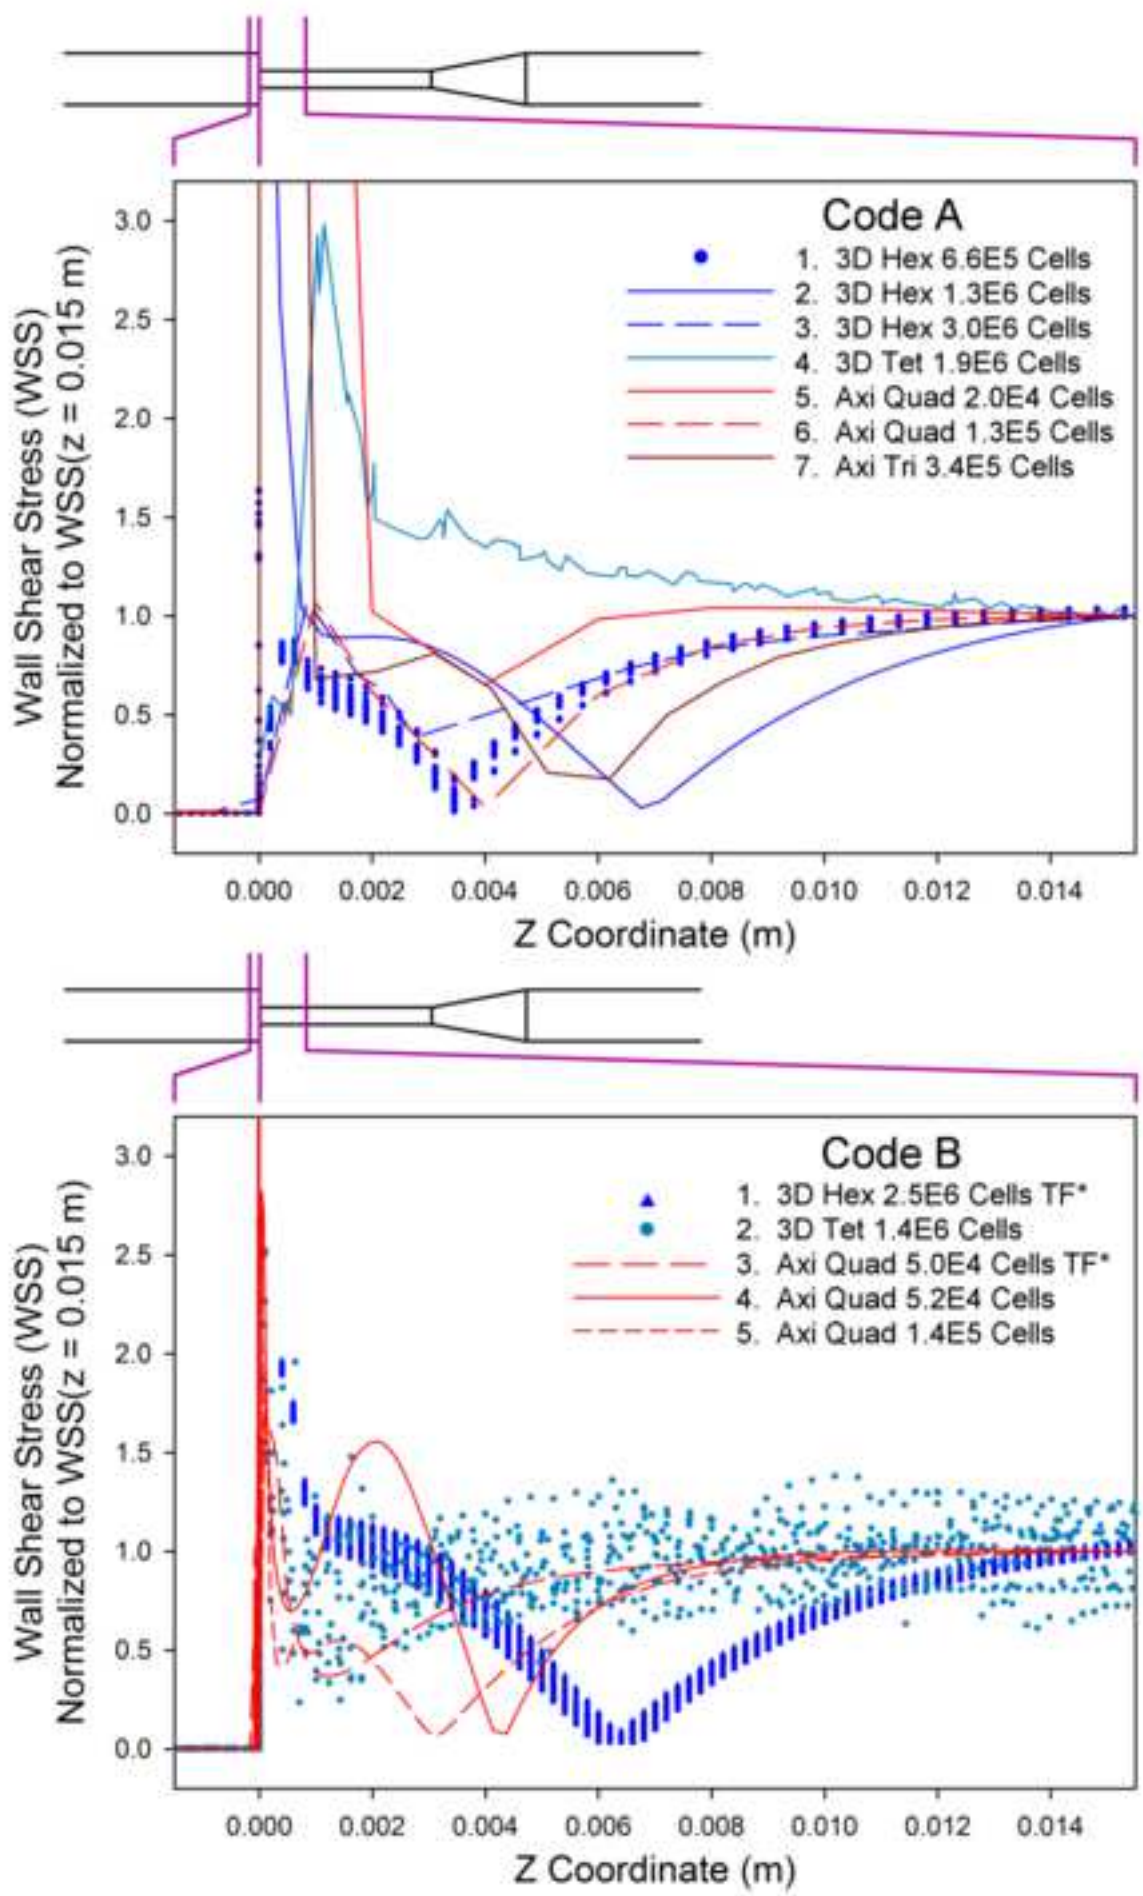 Code A
1. 3D Hex 6.6E5 Cells
2. 3D Hex 1.3E6 Cells
3. 3D Hex 3.0E6 Cells
4. 3D Tet 1.9E6 Cells
5. Axi Quad 2.0E4 Cells
6. Axi Quad 1.3E5 Cells
7. Axi Tri 3.4E5 Cells
Wall Shear Stress (WSS)
Normalized to WSS(z = 0.015 m)
3.0
2.5
2.0
1.5
1.0
0.5
0.0
0.000 0.002 0.004 0.006 0.008 0.010 0.012 0.014
Z Coordinate (m)
Code B
1. 3D Hex 2.5E6 Cells TF*
2. 3D Tet 1.4E6 Cells
3. Axi Quad 5.0E4 Cells TF*
4. Axi Quad 5.2E4 Cells
5. Axi Quad 1.4E5 Cells
Wall Shear Stress (WSS)
Normalized to WSS(z = 0.015 m)
3.0
2.5
2.0
1.5
1.0
0.5
0.0
0.000 0.002 0.004 0.006 0.008 0.010 0.012 0.014
Z Coordinate (m)